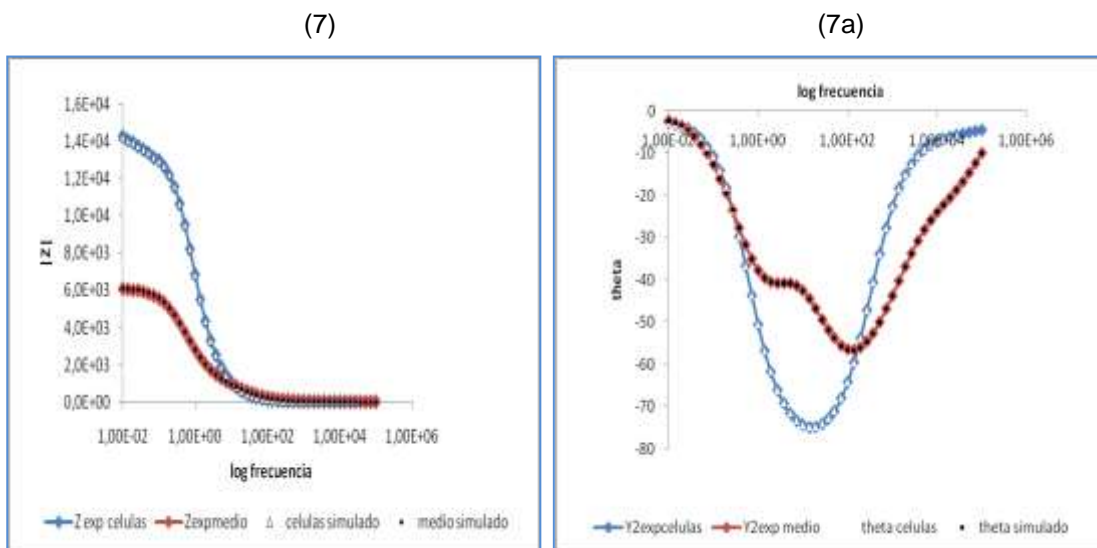 (7)
(7a)
1,6E+04
1,4E+04
1,2E+04
1,0E+04
8,0E+03
6,0E+03
4,0E+03
2,0E+03
0,0E+00
|Z|
1,00E-02 1,00E+00 1,00E+02 1,00E+04 1,00E+06
log frecuencia
Z exp celulas Zexpmedio celulas simulado medio simulado
log frecuencia
0
1,00E-02 1,00E+00 1,00E+02 1,00E+04 1,00E+06
-10
-20
-30
-40
-50
-60
-70
-80
theta
Y2expcelulas Y2exp medio theta celulas theta simulado